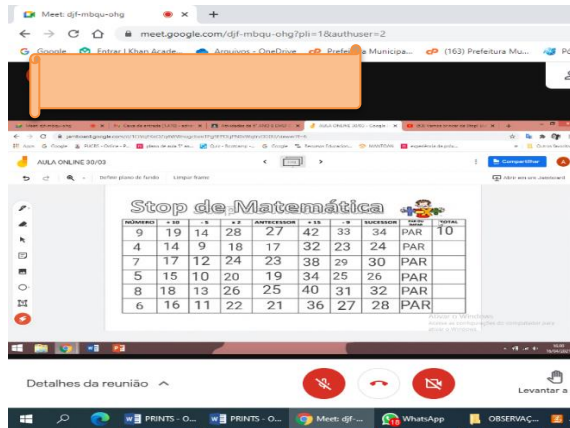 Meet: djf-mbqu-ohg
meet.google.com/djf-mbqu-ohg?pli=1&authuser=2
Google Entrar | Khan Acade... Arquivos - OneDrive Prefeitura Municipa... (163) Prefeitura Mu...
AULA ONLINE 30/03
Compartilhar
Definir plano de fundo Limpar frame
Abrir em um Jamboard
Stop de Matemática
NÚMERO + 10 - 5 x 2 ANTECESSOR + 15 - 9 SUCESSOR TOTAL
9 19 14 28 27 42 33 34 PAR 10
4 14 9 18 17 32 23 24 PAR
7 17 12 24 23 38 29 30 PAR
5 15 10 20 19 34 25 26 PAR
8 18 13 26 25 40 31 32 PAR
6 16 11 22 21 36 27 28 PAR
Ativar o Windows
Detalhes da reunião
Levantar a
PRINTS - O... PRINTS - O... Meet: djf-... WhatsApp OBSERVAÇ...